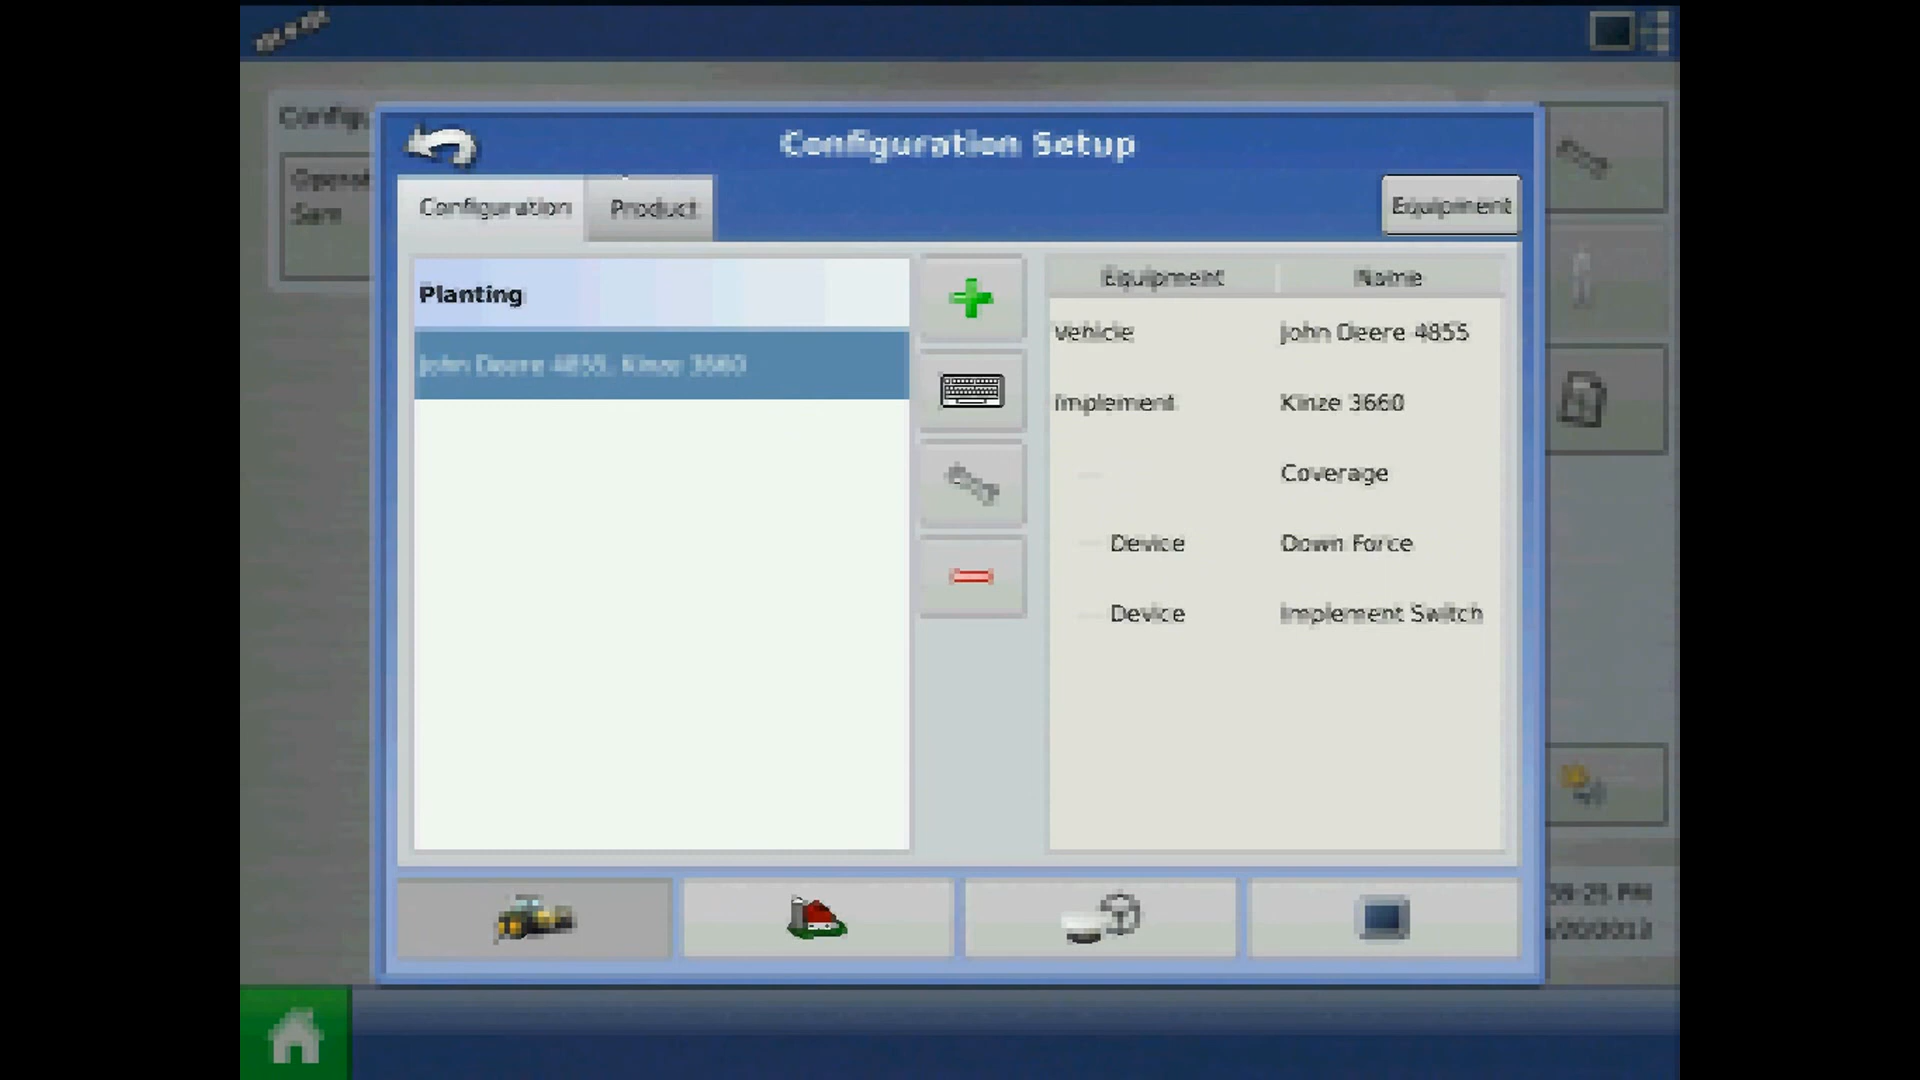 Configuration Setup
Configuration
Product
Equipment
Planting
John Deere 4855, Kinze 3660
Equipment Name
Vehicle John Deere 4855
Implement Kinze 3660
Coverage
Device Down Force
Device Implement Switch